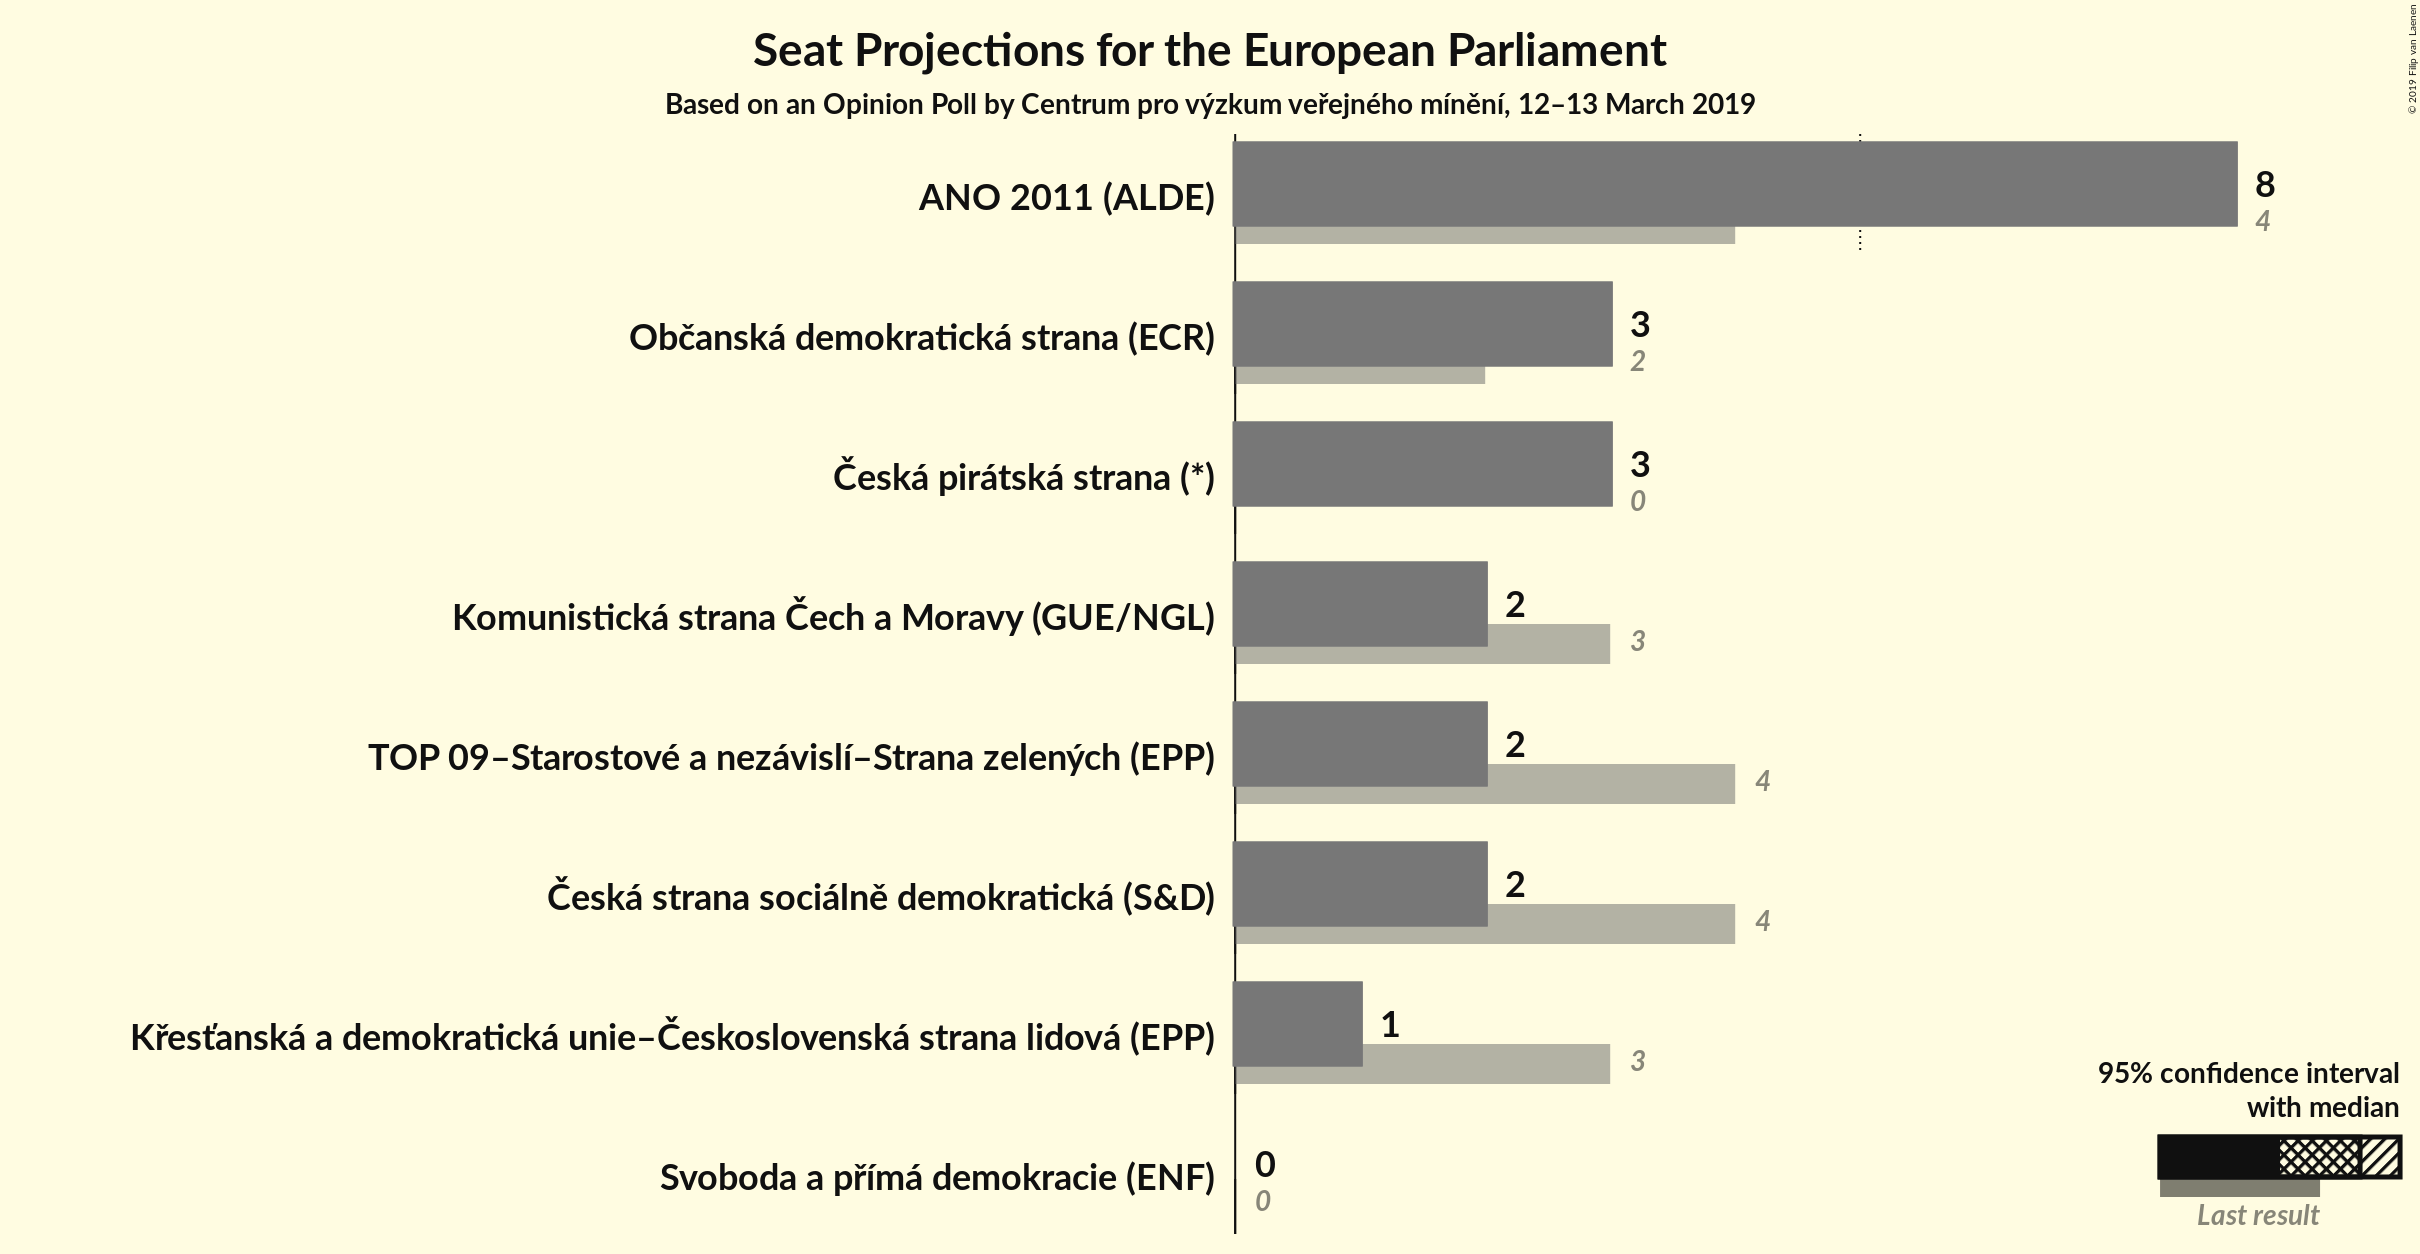 Seat Projections for the European Parliament
Based on an Opinion Poll by Centrum pro výzkum veřejného mínění, 12–13 March 2019
© 2019 Filip van Laenen
ANO 2011 (ALDE)
8
4
Občanská demokratická strana (ECR)
3
2
Česká pirátská strana (*)
3
0
Komunistická strana Čech a Moravy (GUE/NGL)
2
3
TOP 09–Starostové a nezávislí–Strana zelených (EPP)
2
4
Česká strana sociálně demokratická (S&D)
2
4
Křesťanská a demokratická unie–Československá strana lidová (EPP)
1
3
Svoboda a přímá demokracie (ENF)
0
0
95% confidence interval
with median
Last result